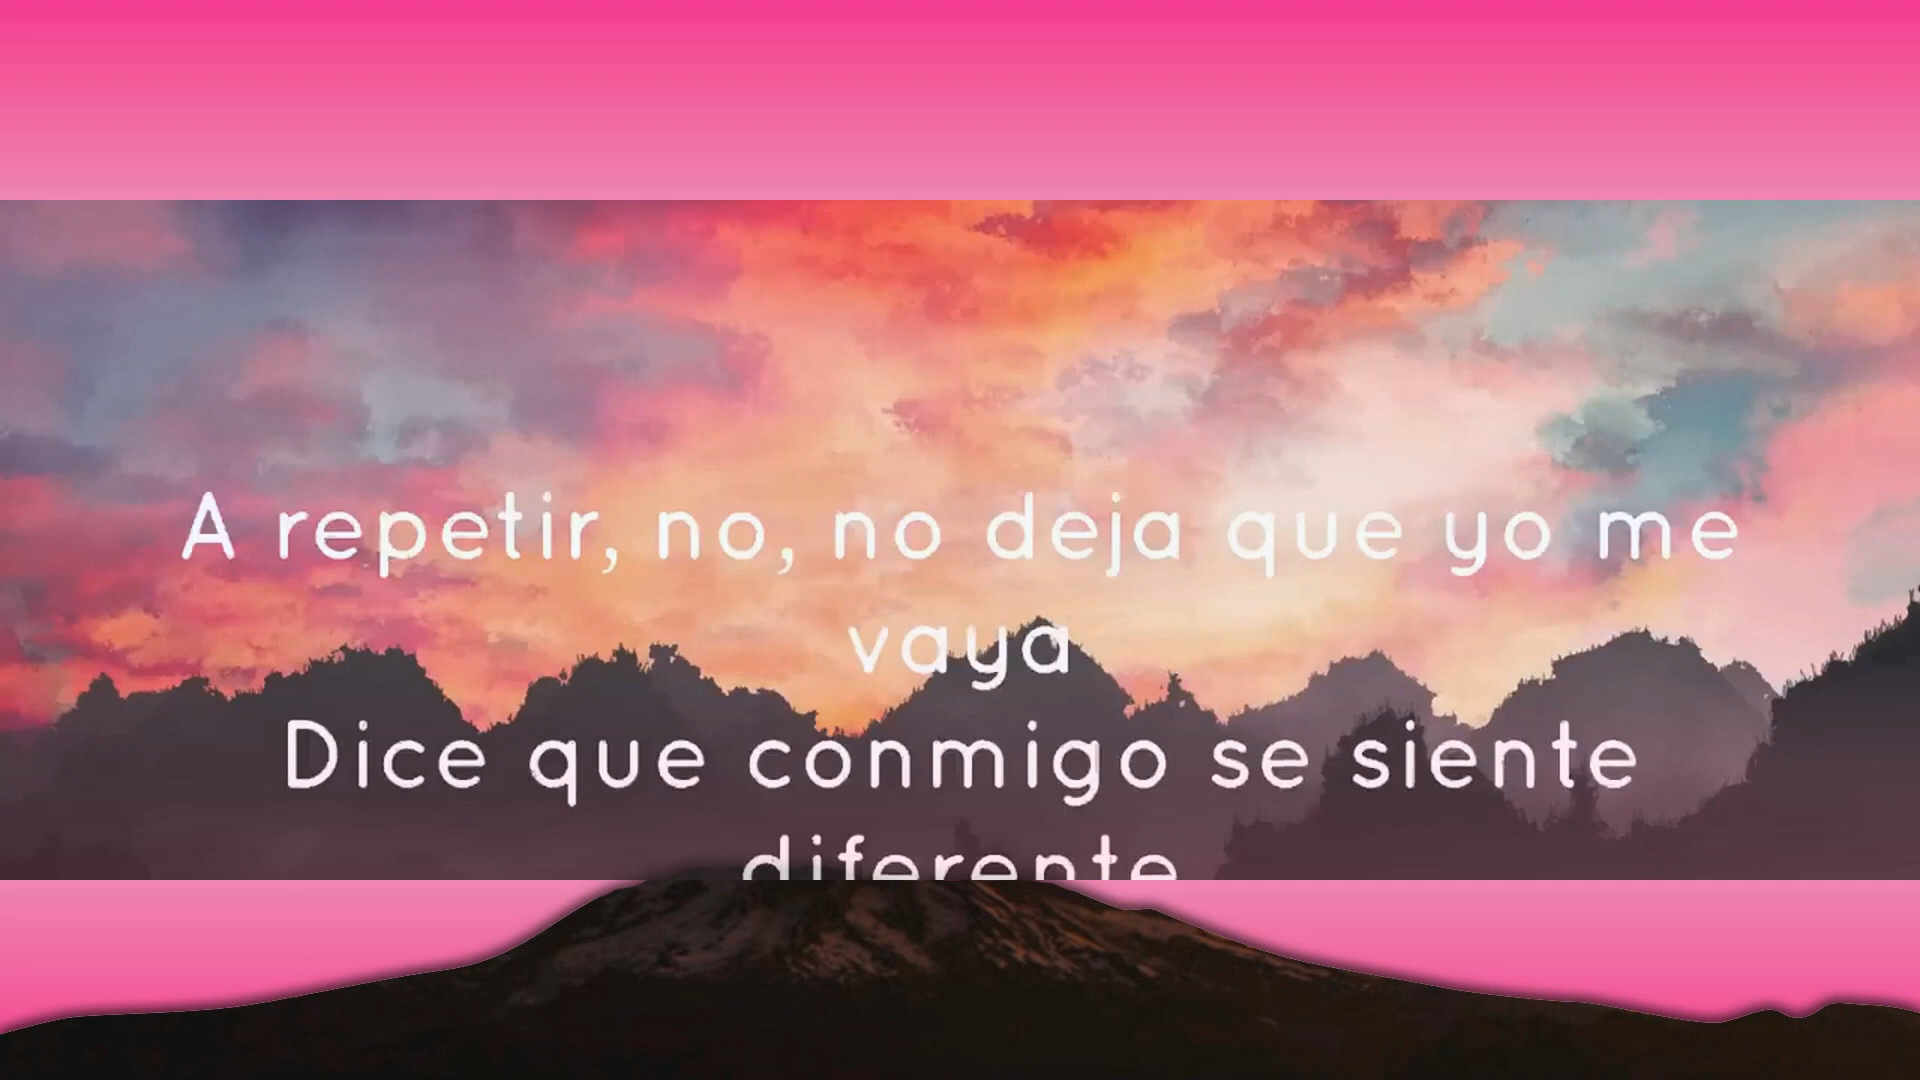 A repetir, no, no deja que yo me
vaya
Dice que conmigo se siente
diferente